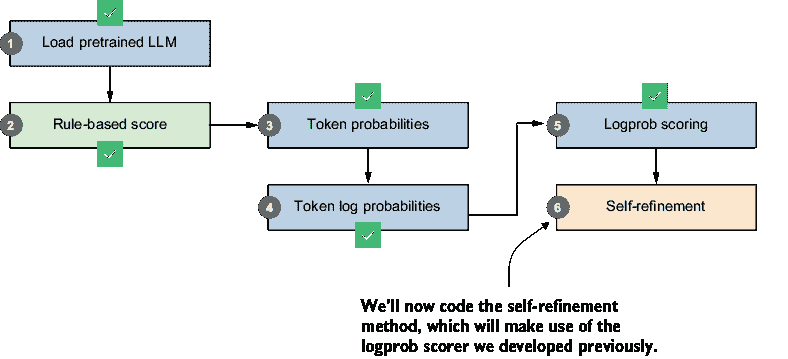 1 Load pretrained LLM
2 Rule-based score
3 Token probabilities
4 Token log probabilities
5 Logprob scoring
6 Self-refinement
We'll now code the self-refinement
method, which will make use of the
logprob scorer we developed previously.